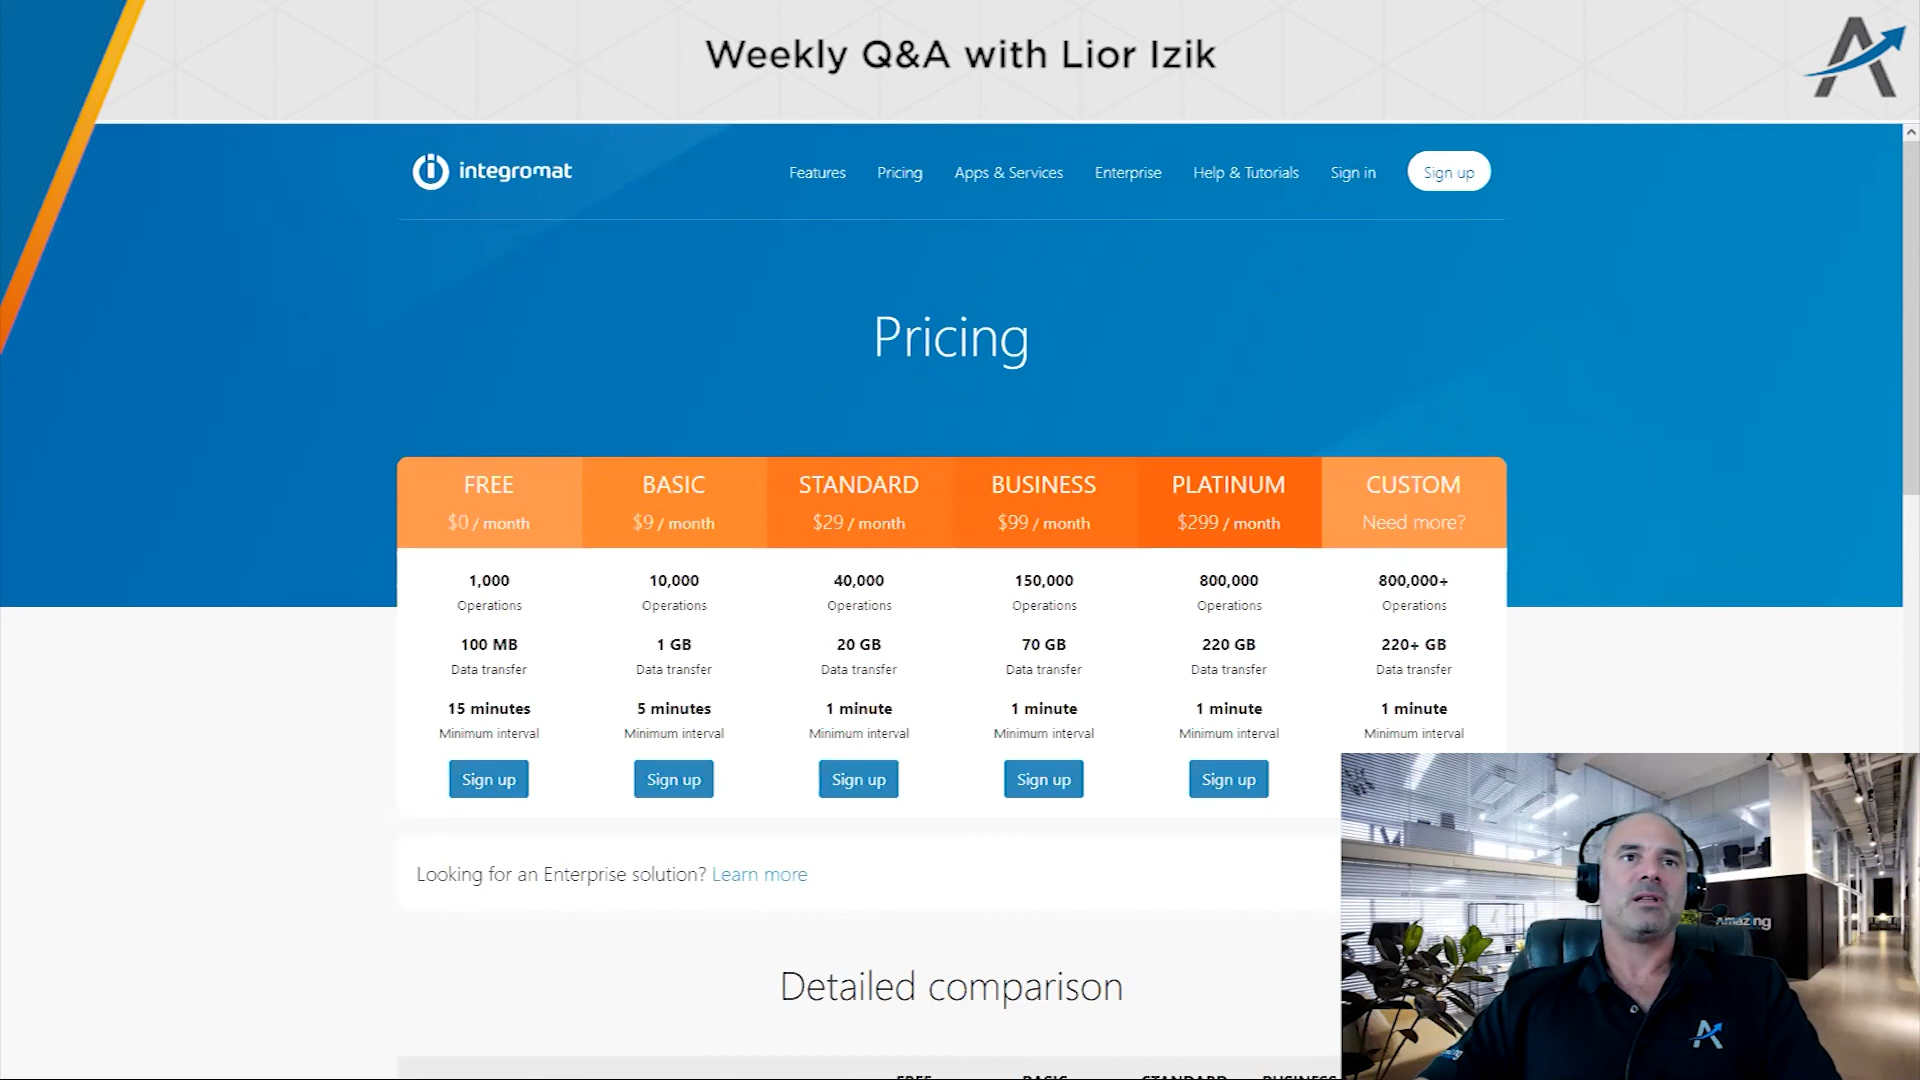 Weekly Q&A with Lior Izik
integromat
Features Pricing Apps & Services Enterprise Help & Tutorials Sign in Sign up
Pricing
FREE BASIC STANDARD BUSINESS PLATINUM CUSTOM
$0 / month $9 / month $29 / month $99 / month $299 / month Need more?
1,000 10,000 40,000 150,000 800,000 800,000+
Operations Operations Operations Operations Operations Operations
100 MB 1 GB 20 GB 70 GB 220 GB 220+ GB
Data transfer Data transfer Data transfer Data transfer Data transfer Data transfer
15 minutes 5 minutes 1 minute 1 minute 1 minute 1 minute
Minimum interval Minimum interval Minimum interval Minimum interval Minimum interval Minimum interval
Sign up Sign up Sign up Sign up Sign up
Looking for an Enterprise solution? Learn more
Amazing
Detailed comparison
FREE BASIC STANDARD BUSINESS